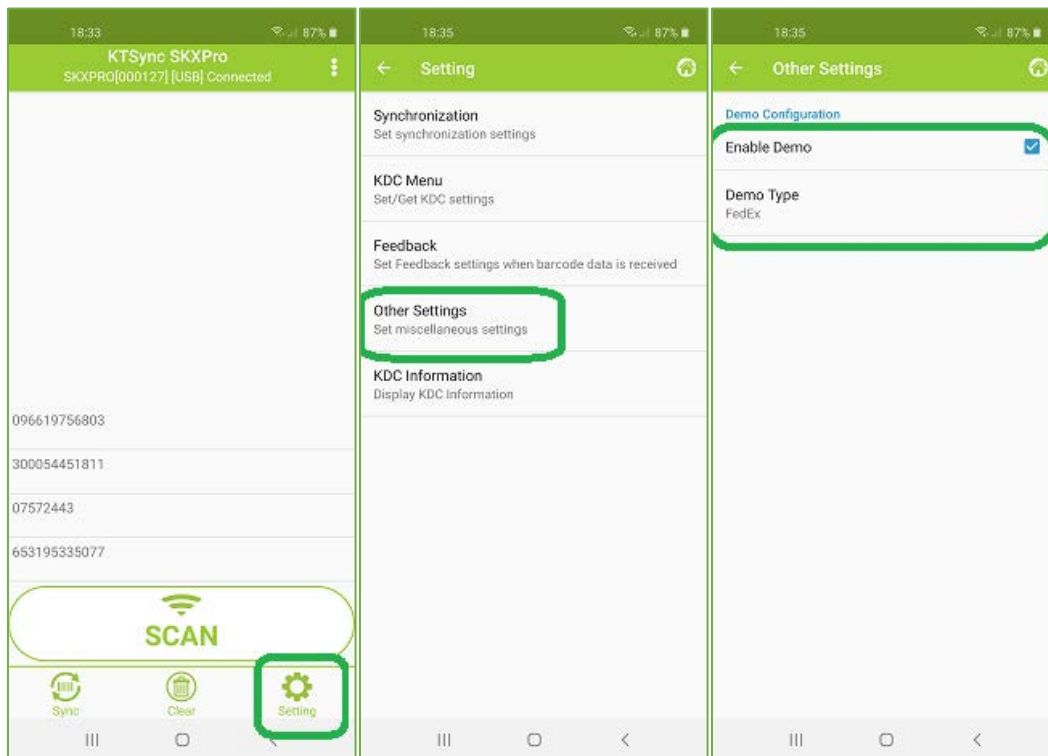 18:33 87%
KTSync SKXPro
SKXPRO[000127] [USB] Connected
096619756803
300054451811
07572443
653195335077
SCAN
Sync
Clear
Setting
18:35 87%
Setting
Synchronization
Set synchronization settings
KDC Menu
Set/Get KDC settings
Feedback
Set Feedback settings when barcode data is received
Other Settings
Set miscellaneous settings
KDC Information
Display KDC Information
18:35 87%
Other Settings
Demo Configuration
Enable Demo
Demo Type
FedEx